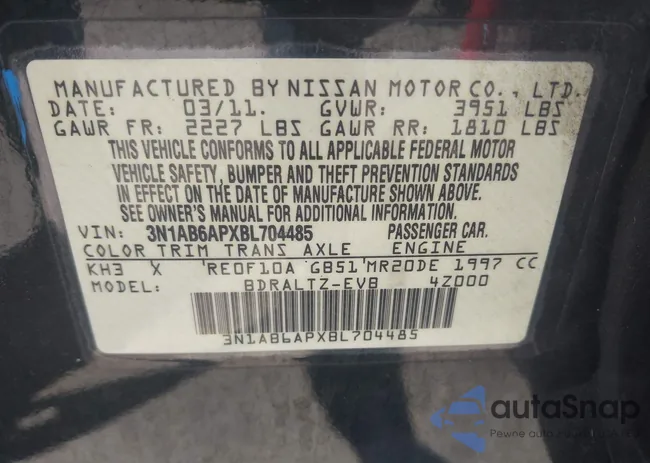 MANUFACTURED BY NISSAN MOTOR CO., LTD.
DATE: 03/11. GVWR: 3951 LBS
GAWR FR: 2227 LBS GAWR RR: 1810 LBS
THIS VEHICLE CONFORMS TO ALL APPLICABLE FEDERAL MOTOR
VEHICLE SAFETY, BUMPER AND THEFT PREVENTION STANDARDS
IN EFFECT ON THE DATE OF MANUFACTURE SHOWN ABOVE.
SEE OWNER'S MANUAL FOR ADDITIONAL INFORMATION.
VIN: 3N1AB6APXBL704485 PASSENGER CAR.
COLOR TRIM TRANS AXLE ENGINE
KH3 X RE0F10A GB51 MR20DE 1997 CC
MODEL: BDRALTZ-EVB 4Z000
3N1AB6APXBL704485
autoSnap